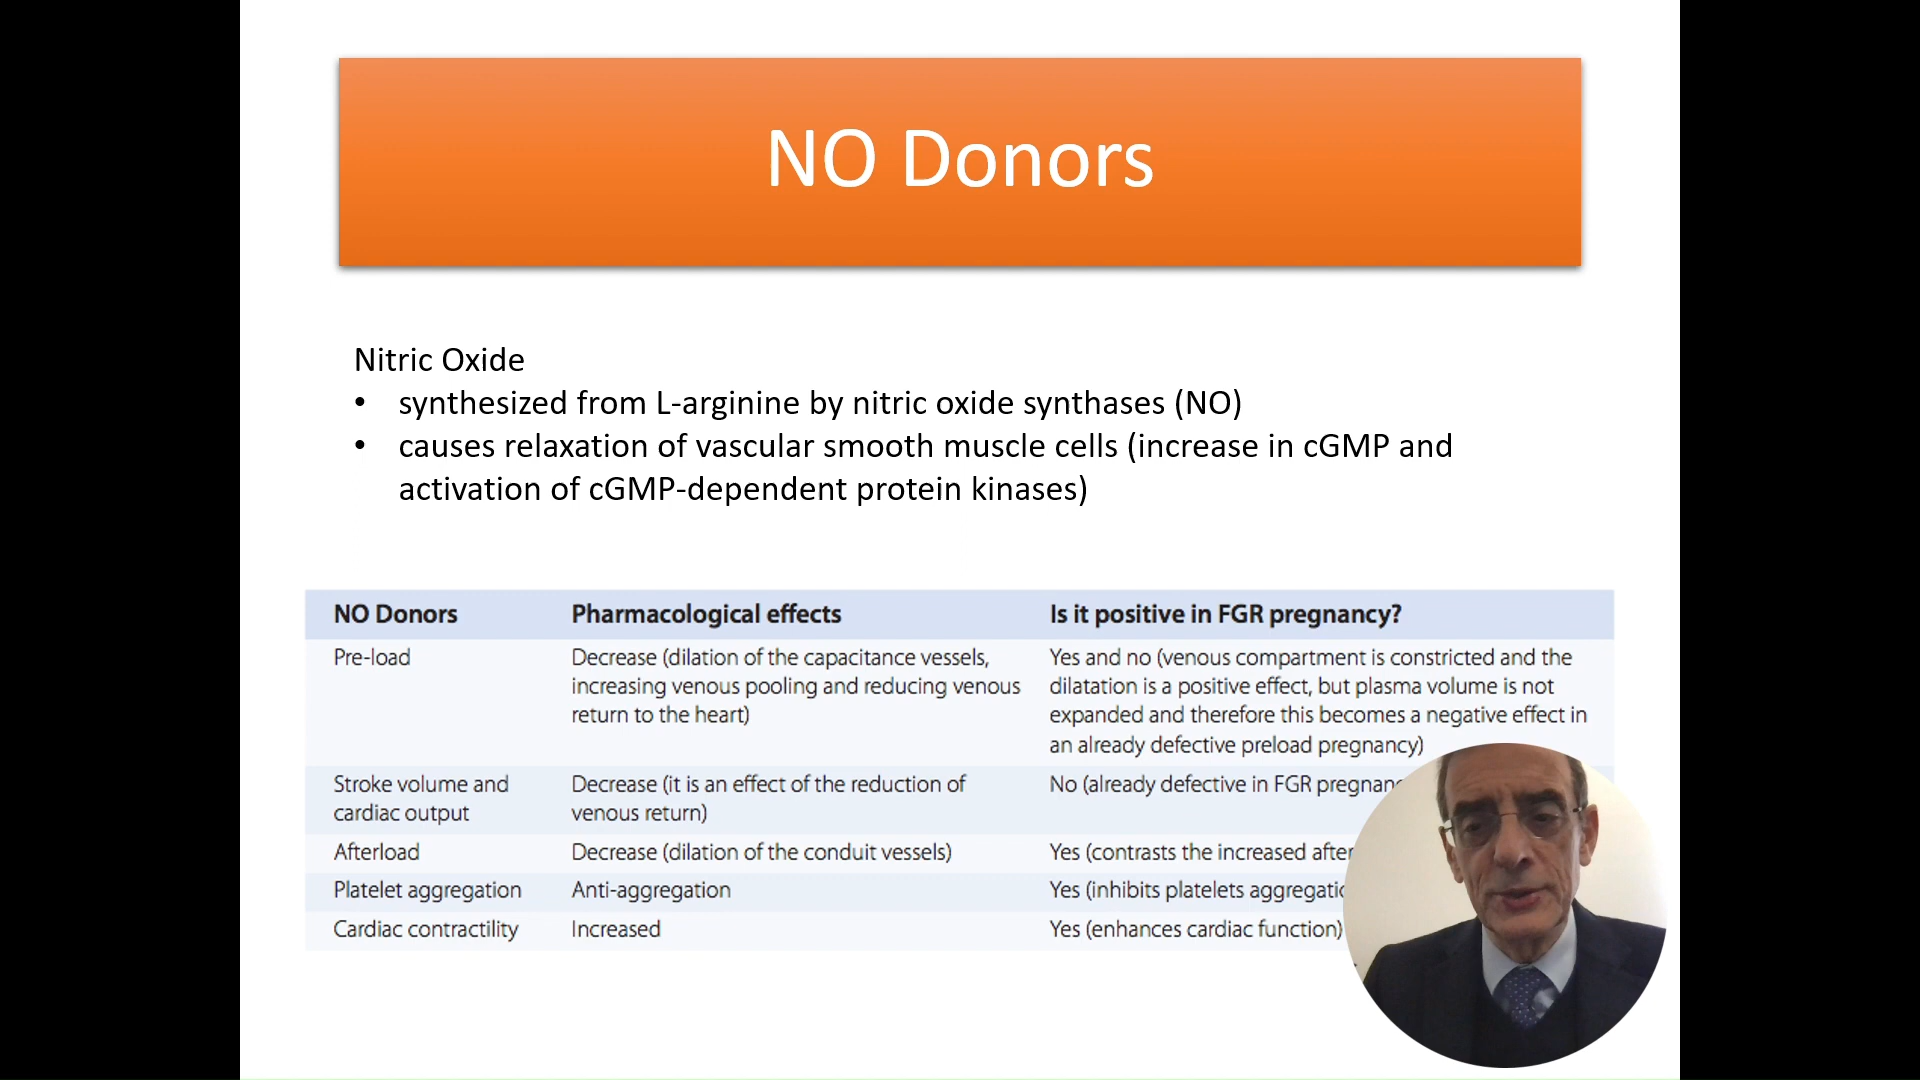 NO Donors
Nitric Oxide
• synthesized from L-arginine by nitric oxide synthases (NO)
• causes relaxation of vascular smooth muscle cells (increase in cGMP and
activation of cGMP-dependent protein kinases)
NO Donors Pharmacological effects Is it positive in FGR pregnancy?
Pre-load Decrease (dilation of the capacitance vessels, Yes and no (venous compartment is constricted and the
increasing venous pooling and reducing venous dilatation is a positive effect, but plasma volume is not
return to the heart) expanded and therefore this becomes a negative effect in
an already defective preload pregnancy)
Stroke volume and Decrease (it is an effect of the reduction of No (already defective in FGR
cardiac output venous return)
Afterload Decrease (dilation of the conduit vessels) Yes (contrasts the increased
Platelet aggregation Anti-aggregation Yes (inhibits platelets
Cardiac contractility Increased Yes (enhances cardiac function)